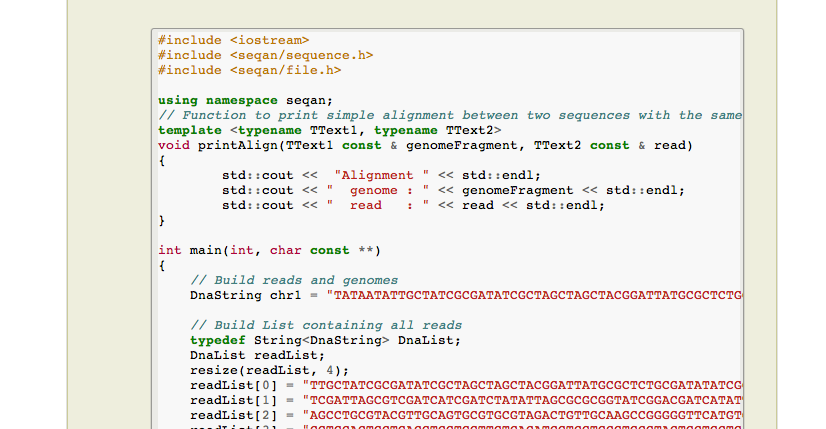 #include <iostream>
#include <seqan/sequence.h>
#include <seqan/file.h>
using namespace seqan;
// Function to print simple alignment between two sequences with the same
template <typename TText1, typename TText2>
void printAlign(TText1 const & genomeFragment, TText2 const & read)
{
std::cout <<  "Alignment " << std::endl;
std::cout << "  genome : " << genomeFragment << std::endl;
std::cout << "  read   : " << read << std::endl;
}
int main(int, char const **)
{
// Build reads and genomes
DnaString chr1 = "TATAATATTGCTATCGCGATATCGCTAGCTAGCTACGGATTATGCGCTCTG
// Build List containing all reads
typedef String<DnaString> DnaList;
DnaList readList;
resize(readList, 4);
readList[0] = "TTGCTATCGCGATATCGCTAGCTAGCTACGGATTATGCGCTCTGCGATATATCG
readList[1] = "TCGATTAGCGTCGATCATCGATCTATATTAGCGCGCGGTATCGGACGATCATAT
readList[2] = "AGCCTGCGTACGTTGCAGTGCGTGCGTAGACTGTTGCAAGCCGGGGGTTCATGT